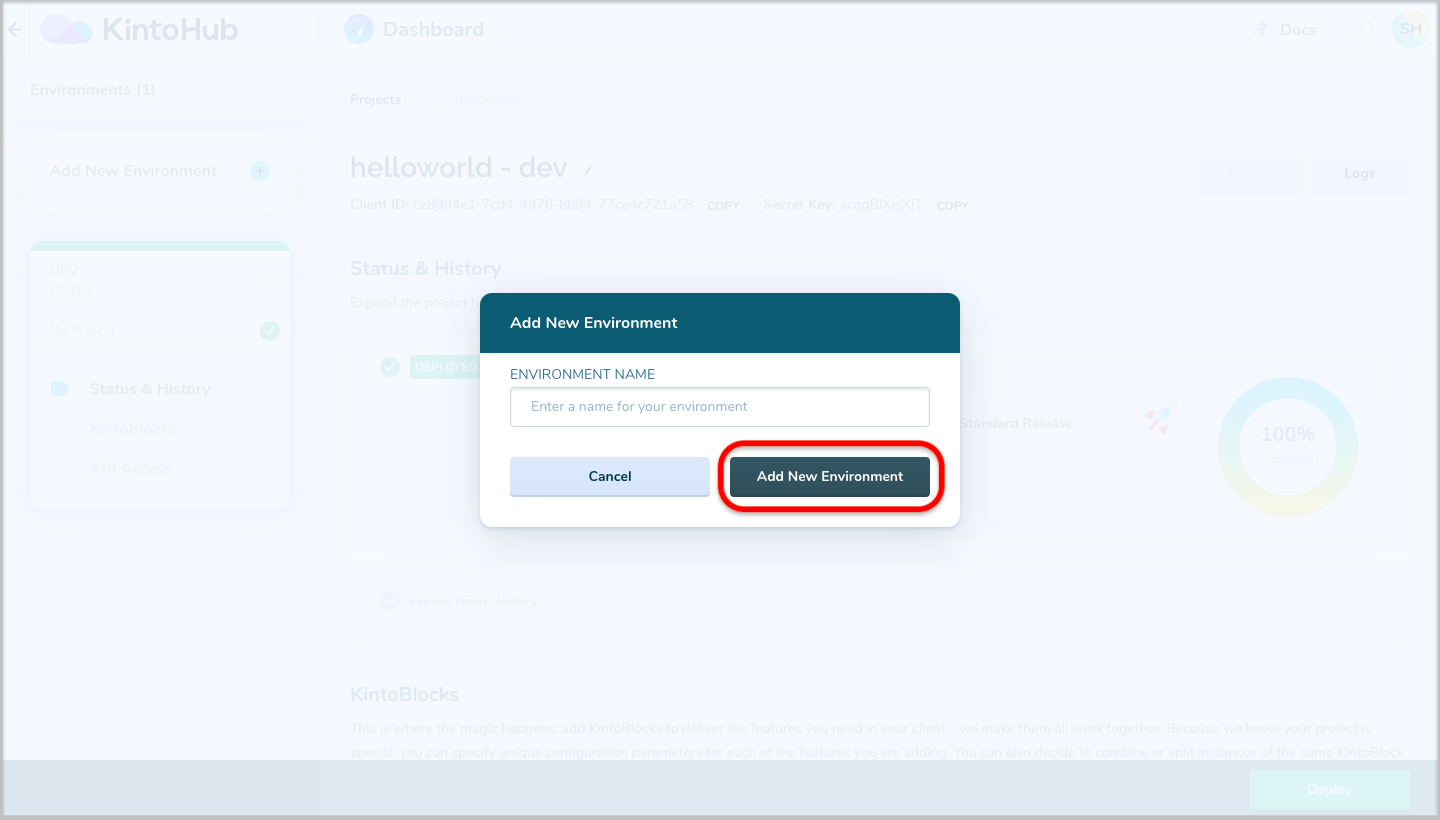 KintoHub
Dashboard
? Docs
SH
Environments (1)
Projects
helloworld
Add New Environment
helloworld - dev
Metrics
Logs
Client ID: ce89d4e1-7cd4-4d76-bb94-77ce4c721a58 COPY Secret Key: acqgBiXejXjT COPY
DEV
D03E4
No Project
Status & History
KintoBlocks
API Access
Status & History
Expand the project
DEPLOYED
Add New Environment
ENVIRONMENT NAME
Enter a name for your environment
Cancel
Add New Environment
Standard Release
100%
Deployed
Expand Project History
KintoBlocks
This is where the magic happens: add KintoBlocks to deliver the features you need in your client - we make them all work together. Because we know your project is
special, you can specify unique configuration parameters for each of the features you are adding. You can also decide to combine or split instances of the same KintoBlock
Deploy